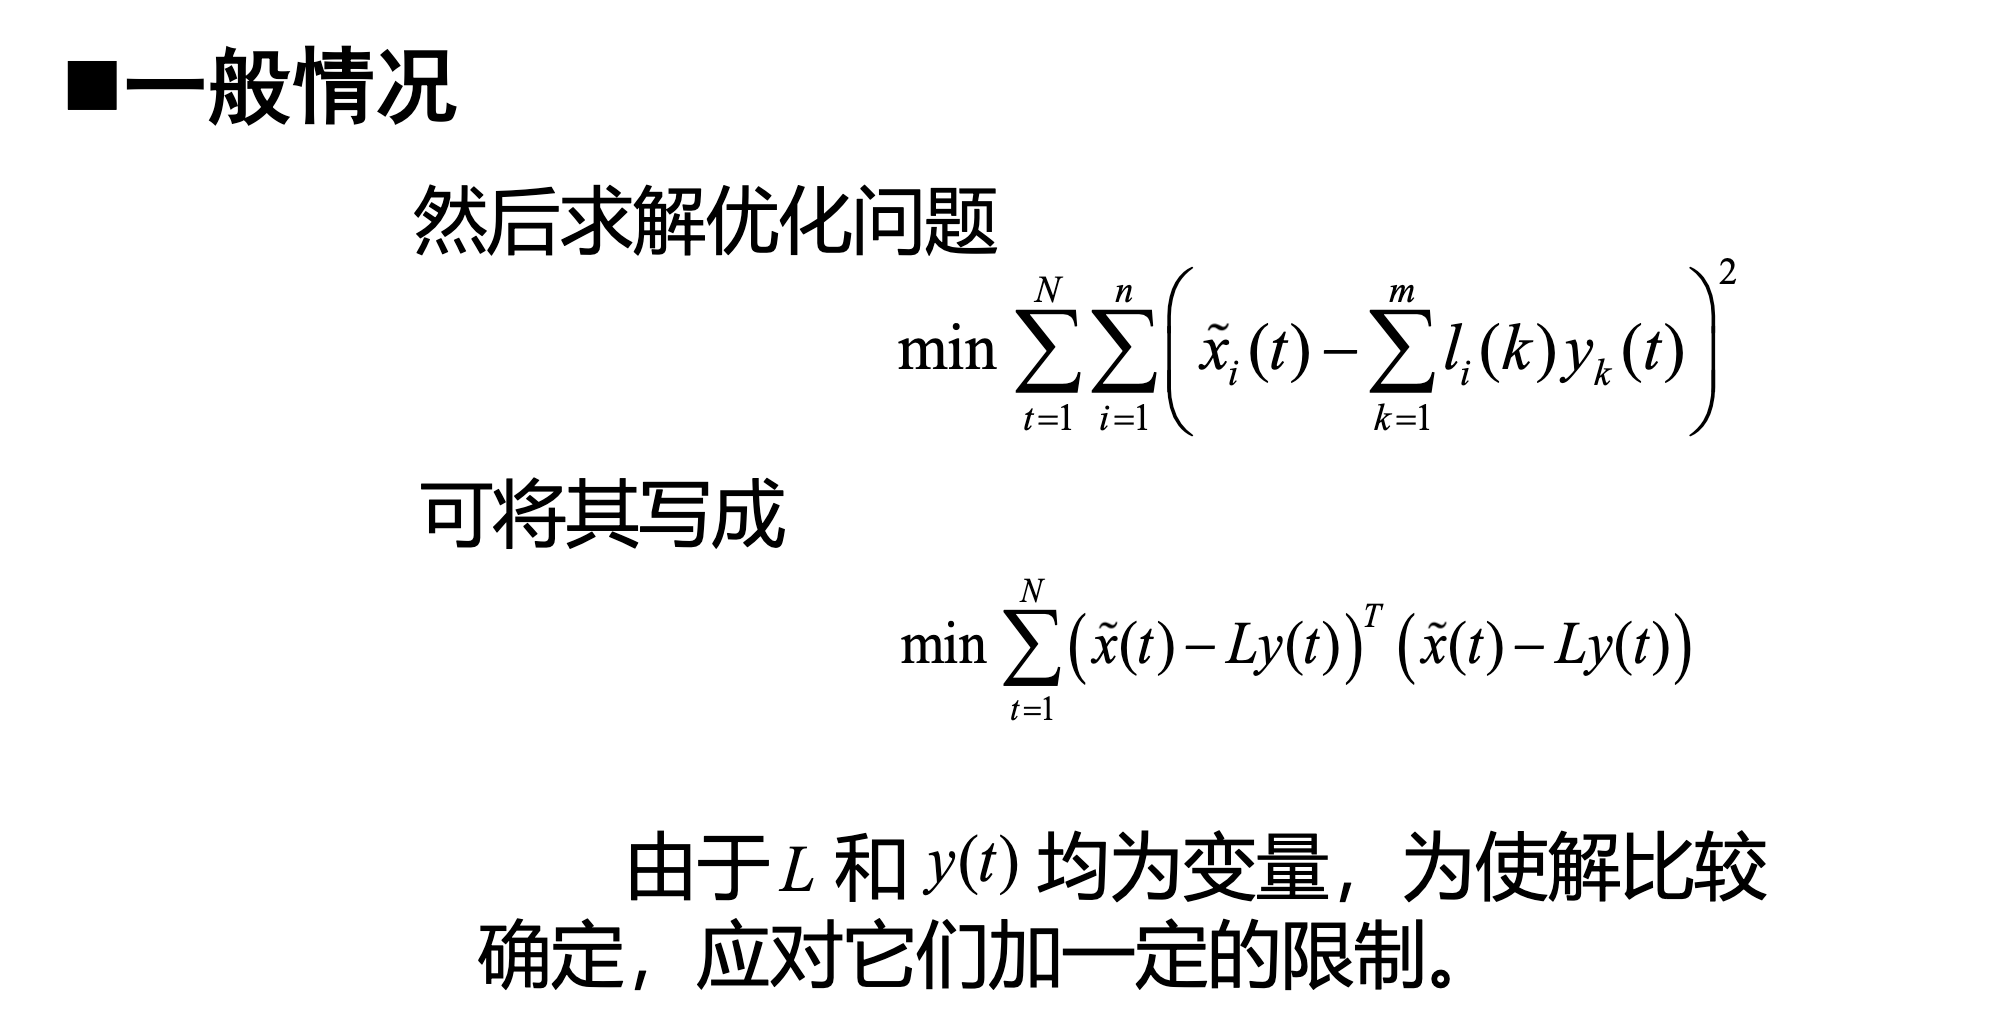 ■一般情况
然后求解优化问题
min \sum_{t=1}^{N} \sum_{i=1}^{n} \left( \tilde{x}_i(t) - \sum_{k=1}^{m} l_i(k) y_k(t) \right)^2
可将其写成
min \sum_{t=1}^{N} \left( \tilde{x}(t) - Ly(t) \right)^T \left( \tilde{x}(t) - Ly(t) \right)
由于 L 和 y(t) 均为变量，为使解比较
确定，应对它们加一定的限制。